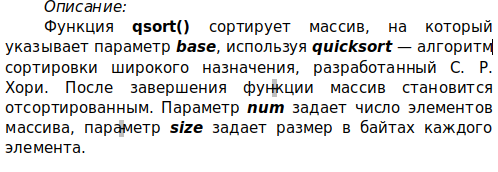 Описание:
Функция qsort() сортирует массив, на который
указывает параметр base, используя quicksort — алгоритм
сортировки широкого назначения, разработанный С. Р.
Хори. После завершения функции массив становится
отсортированным. Параметр num задает число элементов
массива, параметр size задает размер в байтах каждого
элемента.